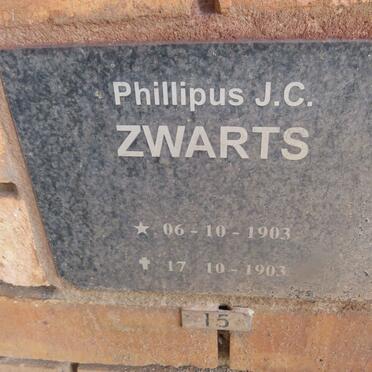 Phillipus J.C.
ZWARTS
★ 06-10-1903
✝ 17 10-1903
15